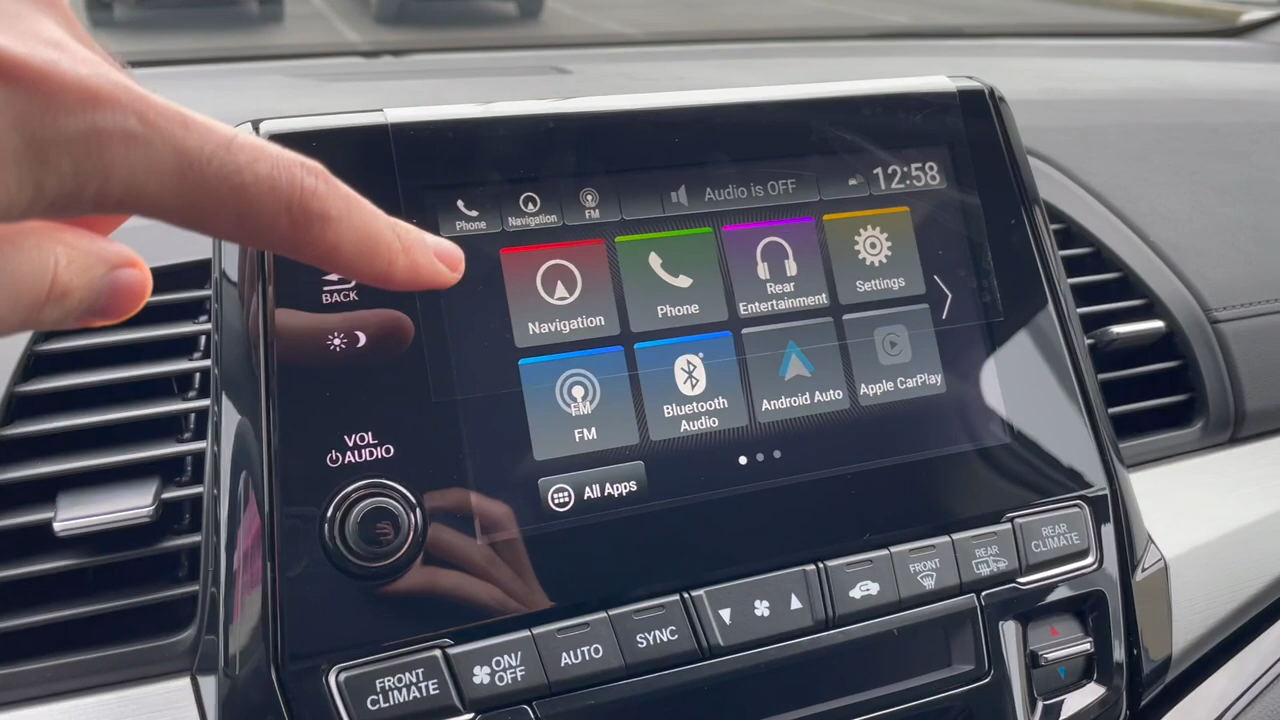 Phone
Navigation
FM
Audio is OFF
12:58
BACK
Navigation
Phone
Rear
Entertainment
Settings
FM
FM
Bluetooth
Audio
Android Auto
Apple CarPlay
VOL
AUDIO
All Apps
FRONT
CLIMATE
ON/
OFF
AUTO
SYNC
FRONT
REAR
REAR
CLIMATE